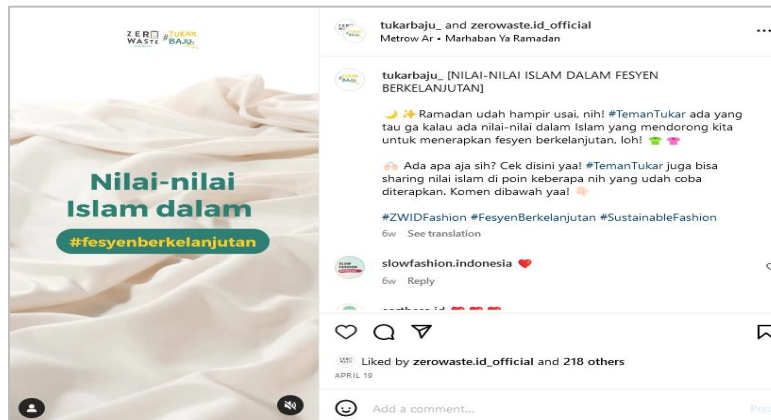 ZERO WASTE
#TUKAR BAJU
Nilai-nilai
Islam dalam
#fesyenberkelanjutan
tukarbaju_ and zerowaste.id_official
Metrow Ar • Marhaban Ya Ramadan
tukarbaju_ [NILAI-NILAI ISLAM DALAM FESYEN
BERKELANJUTAN]
🌙 ✨ Ramadan udah hampir usai, nih! #TemanTukar ada yang
tau ga kalau ada nilai-nilai dalam Islam yang mendorong kita
untuk menerapkan fesyen berkelanjutan, loh! 👕 👚
Ada apa aja sih? Cek disini yaa! #TemanTukar juga bisa
sharing nilai islam di poin keberapa nih yang udah coba
diterapkan. Komen dibawah yaa! 👇🏻
#ZWIDFashion #FesyenBerkelanjutan #SustainableFashion
6w See translation
slowfashion.indonesia ❤️
6w Reply
Liked by zerowaste.id_official and 218 others
APRIL 19
Add a comment...